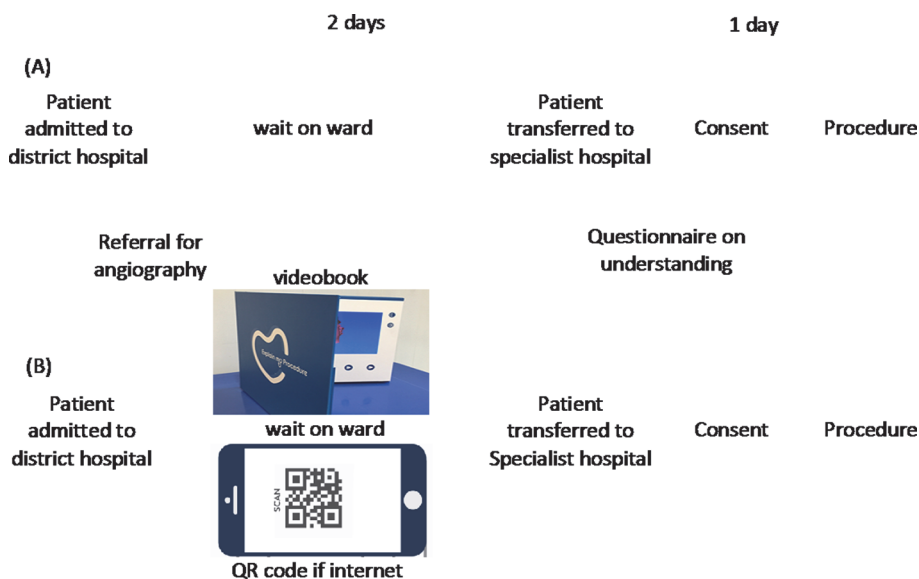 2 days
1 day
(A)
Patient
admitted to
district hospital
wait on ward
Patient
transferred to
specialist hospital
Consent
Procedure
Referral for
angiography
Questionnaire on
understanding
videobook
Procedure
(B)
Patient
admitted to
district hospital
wait on ward
Patient
transferred to
Specialist hospital
Consent
Procedure
SCAN
QR code if internet